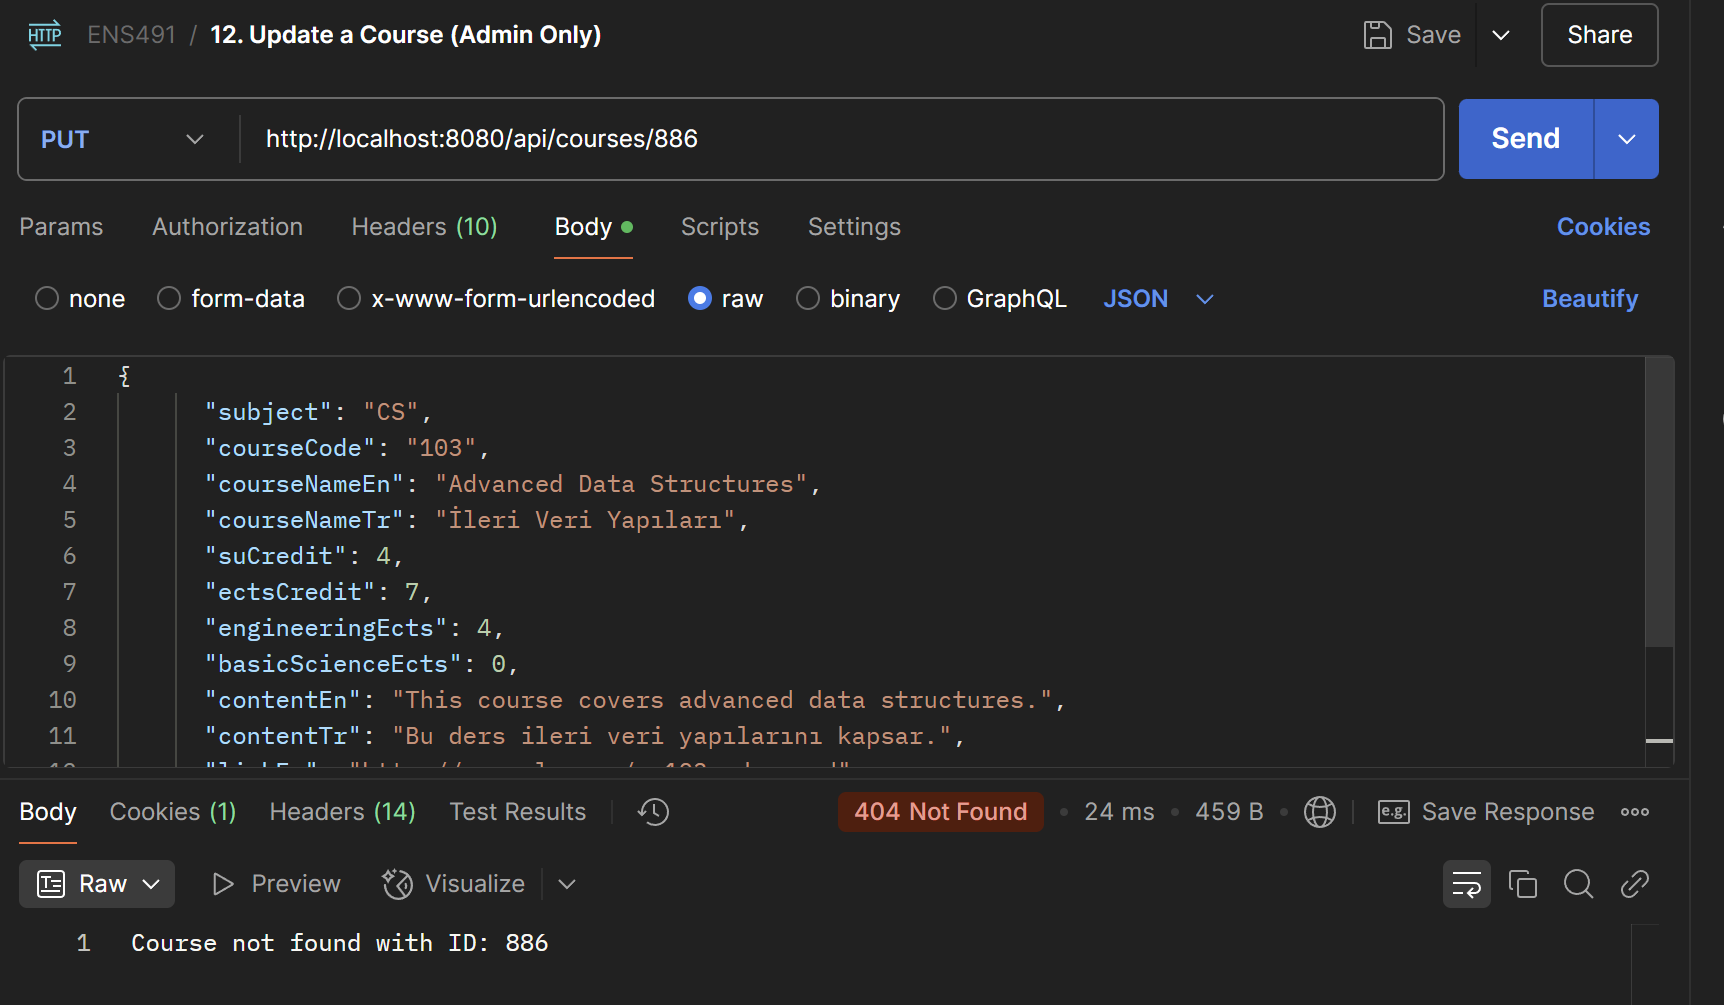 HTTP ENS491 / 12. Update a Course (Admin Only) Save Share
PUT http://localhost:8080/api/courses/886 Send
Params Authorization Headers (10) Body Scripts Settings Cookies
none form-data x-www-form-urlencoded raw binary GraphQL JSON Beautify
1 {
2 "subject": "CS",
3 "courseCode": "103",
4 "courseNameEn": "Advanced Data Structures",
5 "courseNameTr": "İleri Veri Yapıları",
6 "suCredit": 4,
7 "ectsCredit": 7,
8 "engineeringEcts": 4,
9 "basicScienceEcts": 0,
10 "contentEn": "This course covers advanced data structures.",
11 "contentTr": "Bu ders ileri veri yapılarını kapsar.",
Body Cookies (1) Headers (14) Test Results 404 Not Found • 24 ms • 459 B • e.g. Save Response
Raw Preview Visualize
1 Course not found with ID: 886